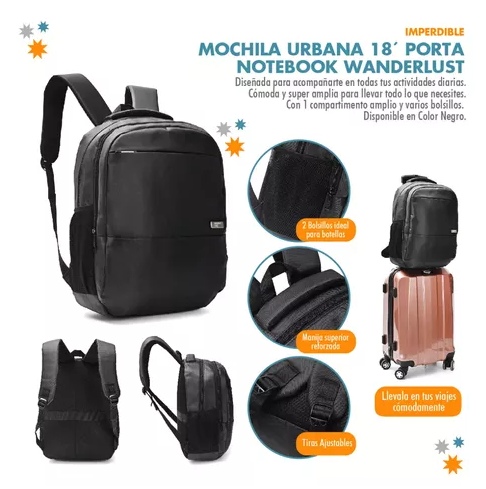 IMPERDIBLE
MOCHILA URBANA 18´ PORTA
NOTEBOOK WANDERLUST
Diseñada para acompañarte en todas tus actividades diarias.
Cómoda y super amplia para llevar todo lo que necesites.
Con 1 compartimento amplio y varios bolsillos.
Disponible en Color Negro.
2 Bolsillos ideal
para botellas
Manija superior
reforzada
Llevala en tus viajes
cómodamente
Tiras Ajustables